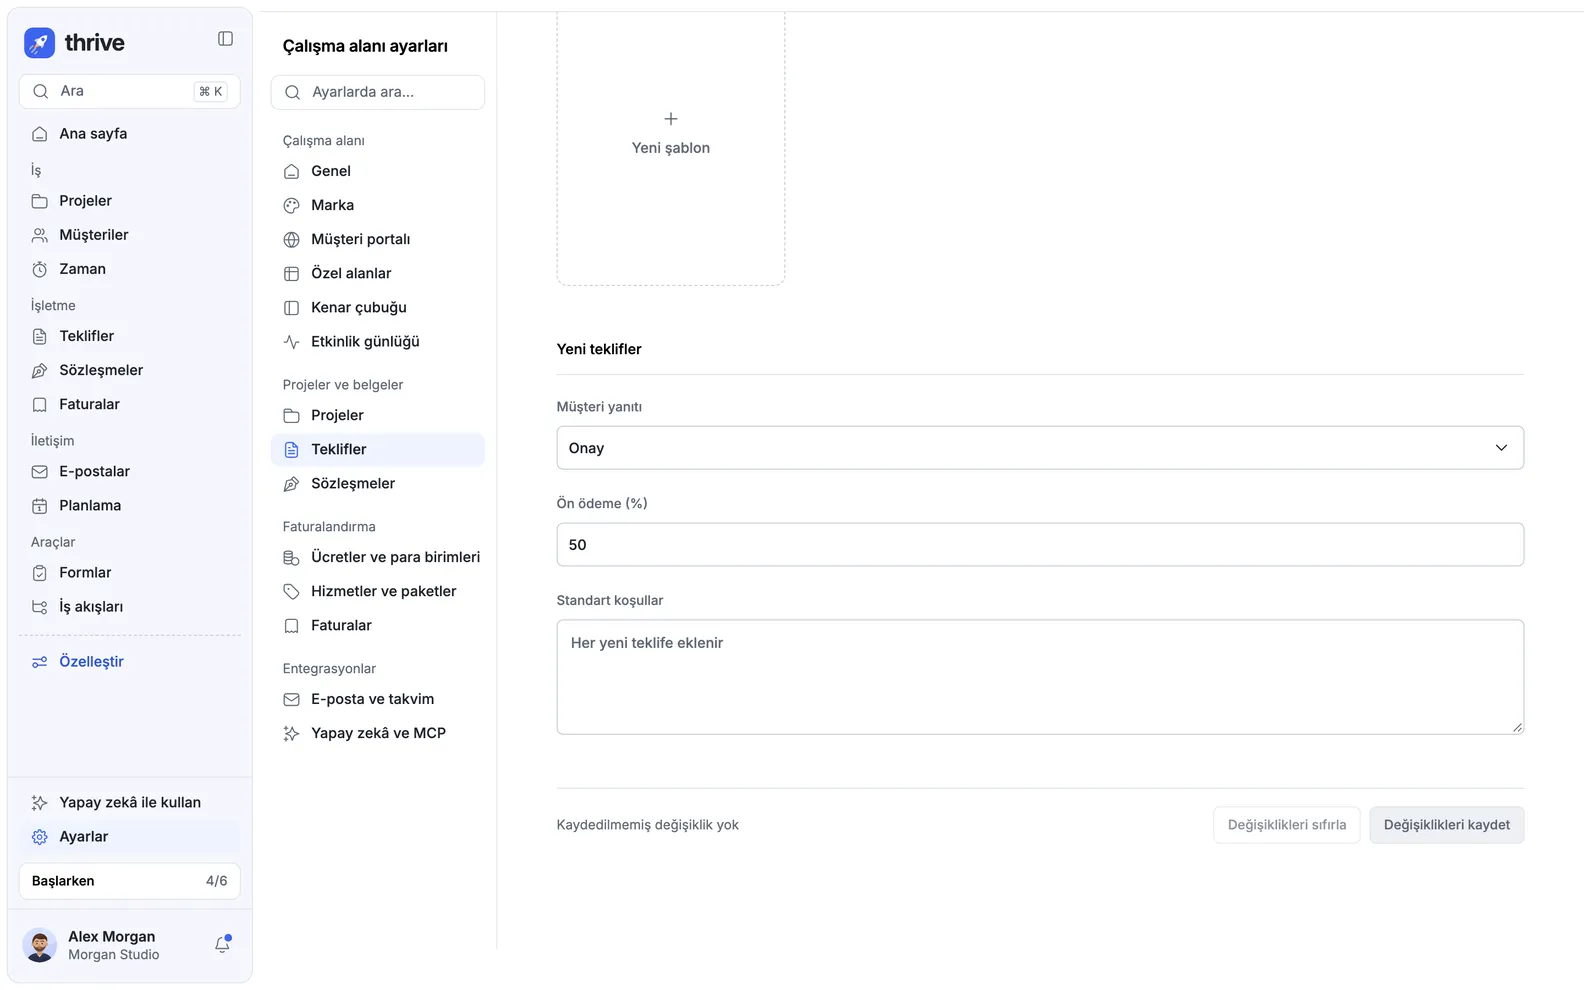 thrive
Ara
⌘ K
Ana sayfa
İş
Projeler
Müşteriler
Zaman
İşletme
Teklifler
Sözleşmeler
Faturalar
İletişim
E-postalar
Planlama
Araçlar
Formlar
İş akışları
Özelleştir
Yapay zekâ ile kullan
Ayarlar
Başlarken 4/6
Alex Morgan
Morgan Studio
Çalışma alanı ayarları
Ayarlarda ara...
Çalışma alanı
Genel
Marka
Müşteri portalı
Özel alanlar
Kenar çubuğu
Etkinlik günlüğü
Projeler ve belgeler
Projeler
Teklifler
Sözleşmeler
Faturalandırma
Ücretler ve para birimleri
Hizmetler ve paketler
Faturalar
Entegrasyonlar
E-posta ve takvim
Yapay zekâ ve MCP
Yeni şablon
Yeni teklifler
Müşteri yanıtı
Onay
Ön ödeme (%)
50
Standart koşullar
Her yeni teklife eklenir
Kaydedilmemiş değişiklik yok
Değişiklikleri sıfırla
Değişiklikleri kaydet